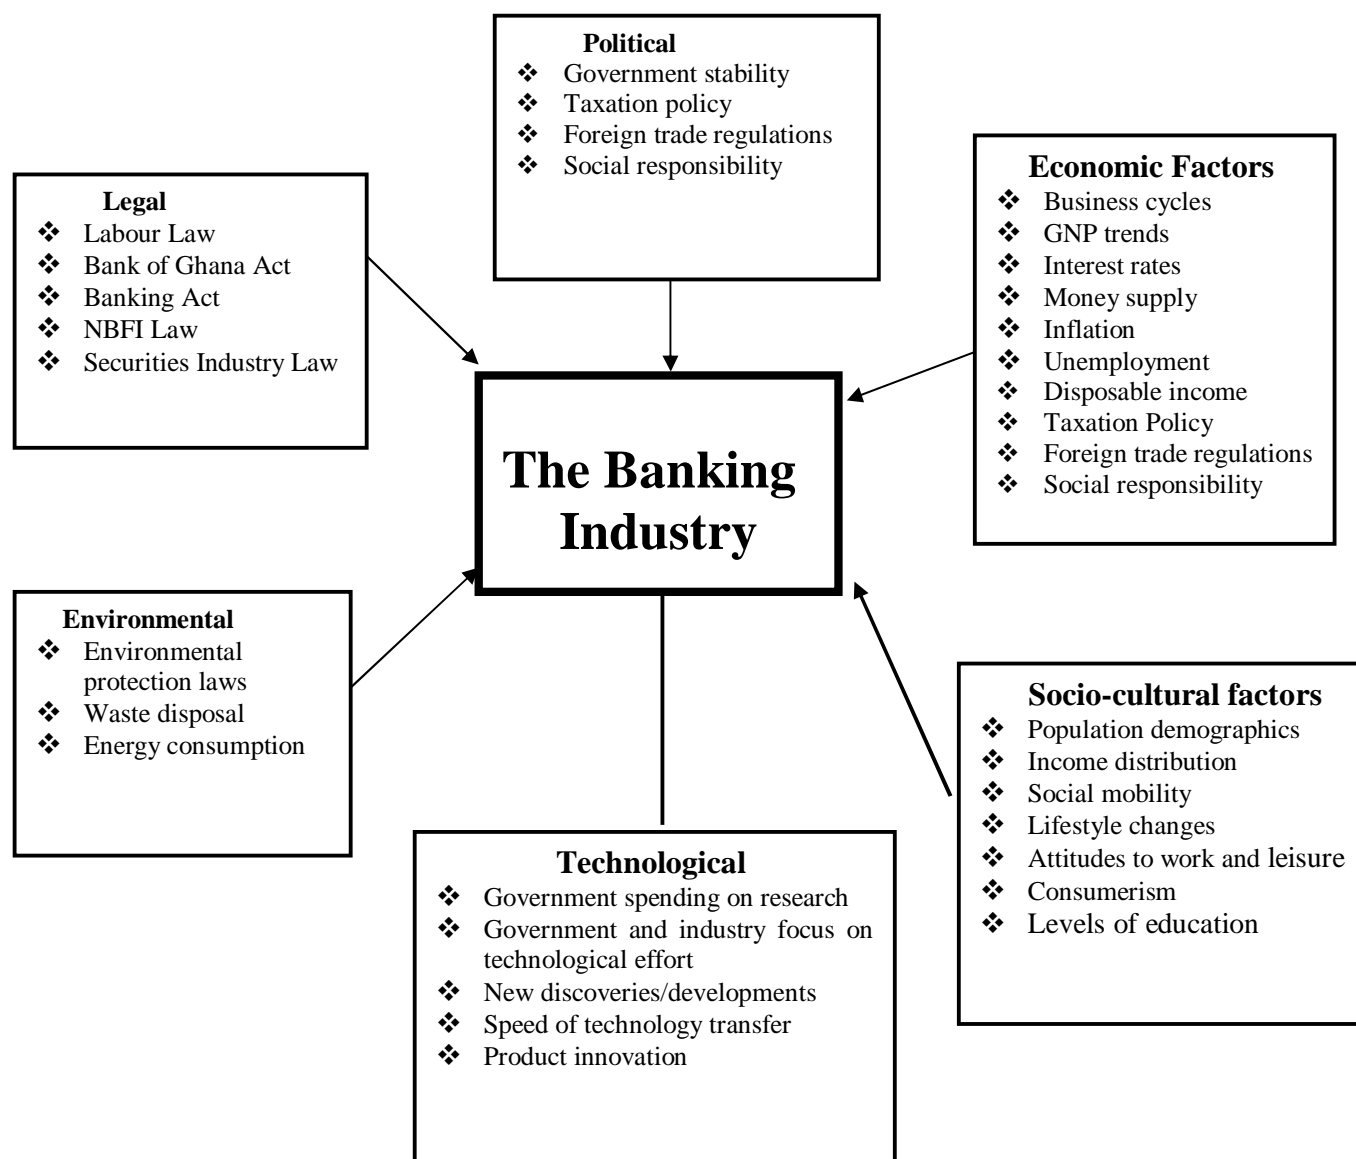 Political
❖ Government stability
❖ Taxation policy
❖ Foreign trade regulations
❖ Social responsibility
Legal
❖ Labour Law
❖ Bank of Ghana Act
❖ Banking Act
❖ NBFI Law
❖ Securities Industry Law
Economic Factors
❖ Business cycles
❖ GNP trends
❖ Interest rates
❖ Money supply
❖ Inflation
❖ Unemployment
❖ Disposable income
❖ Taxation Policy
❖ Foreign trade regulations
❖ Social responsibility
The Banking
Industry
Environmental
❖ Environmental
protection laws
❖ Waste disposal
❖ Energy consumption
Socio-cultural factors
❖ Population demographics
❖ Income distribution
❖ Social mobility
❖ Lifestyle changes
❖ Attitudes to work and leisure
❖ Consumerism
❖ Levels of education
Technological
❖ Government spending on research
❖ Government and industry focus on
technological effort
❖ New discoveries/developments
❖ Speed of technology transfer
❖ Product innovation